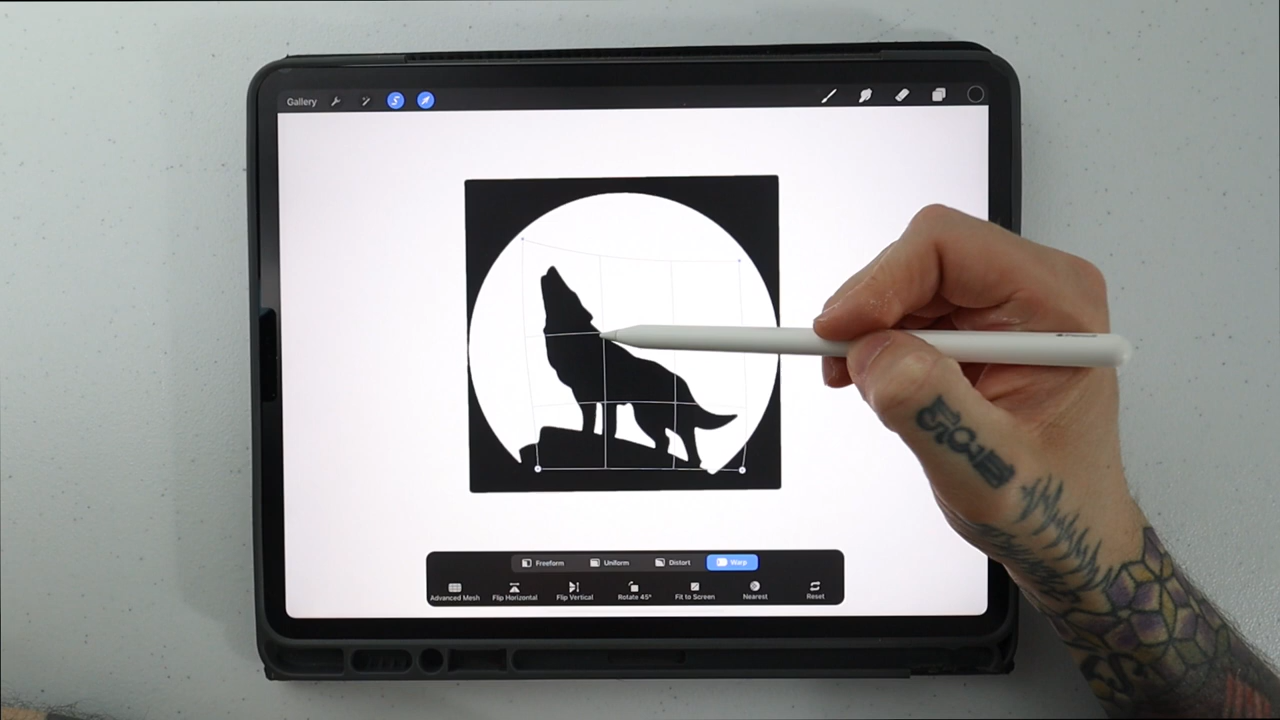 Gallery
Freeform Uniform Distort Warp
Advanced Mesh Flip Horizontal Flip Vertical Rotate 45° Fit to Screen Nearest Reset